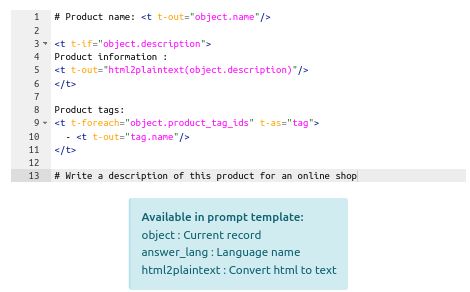 1 # Product name: <t t-out="object.name"/>
2
3 <t t-if="object.description">
4 Product information :
5 <t t-out="html2plaintext(object.description)"/>
6 </t>
7
8 Product tags:
9 <t t-foreach="object.product_tag_ids" t-as="tag">
10   - <t t-out="tag.name"/>
11 </t>
12
13 # Write a description of this product for an online shop
Available in prompt template:
object : Current record
answer_lang : Language name
html2plaintext : Convert html to text